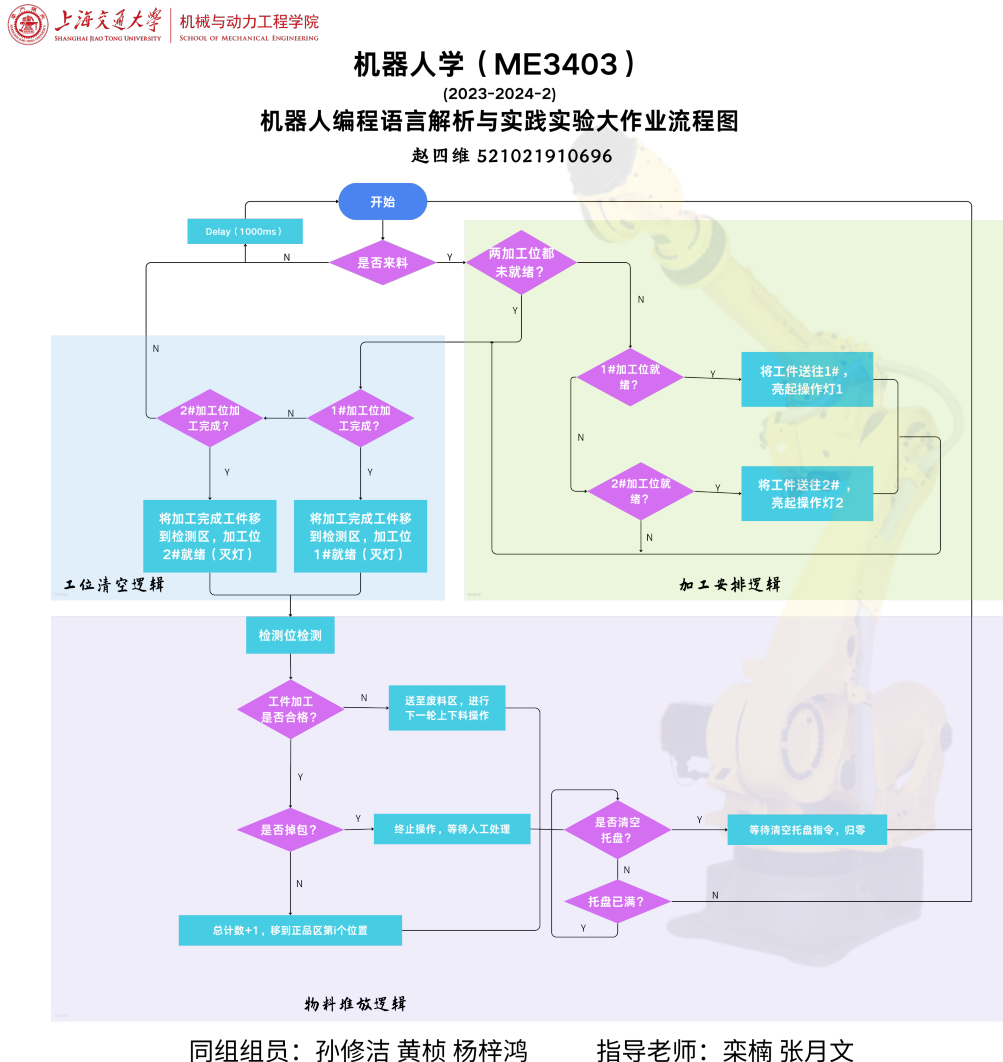 上海交通大学
SHANGHAI JIAO TONG UNIVERSITY
机械与动力工程学院
SCHOOL OF MECHANICAL ENGINEERING
机器人学（ME3403）
(2023-2024-2)
机器人编程语言解析与实践实验大作业流程图
赵四维 521021910696
开始
Delay（1000ms）
N
是否来料
Y
两加工位都
未就绪？
N
Y
N
1#加工位就
绪？
Y
将工件送往1#，
亮起操作灯1
2#加工位加
工完成？
N
1#加工位加
工完成？
N
Y
Y
2#加工位就
绪？
Y
将工件送往2#，
亮起操作灯2
N
将加工完成工件移
到检测区，加工位
2#就绪（灭灯）
将加工完成工件移
到检测区，加工位
1#就绪（灭灯）
工位清空逻辑
加工安排逻辑
检测位检测
工件加工
是否合格？
N
送至废料区，进行
下一轮上下料操作
Y
是否掉包？
Y
终止操作，等待人工处理
是否清空
托盘？
Y
等待清空托盘指令，归零
N
N
托盘已满？
N
Y
总计数+1，移到正品区第i个位置
物料堆放逻辑
同组组员：孙修洁 黄桢 杨梓鸿
指导老师：栾楠 张月文